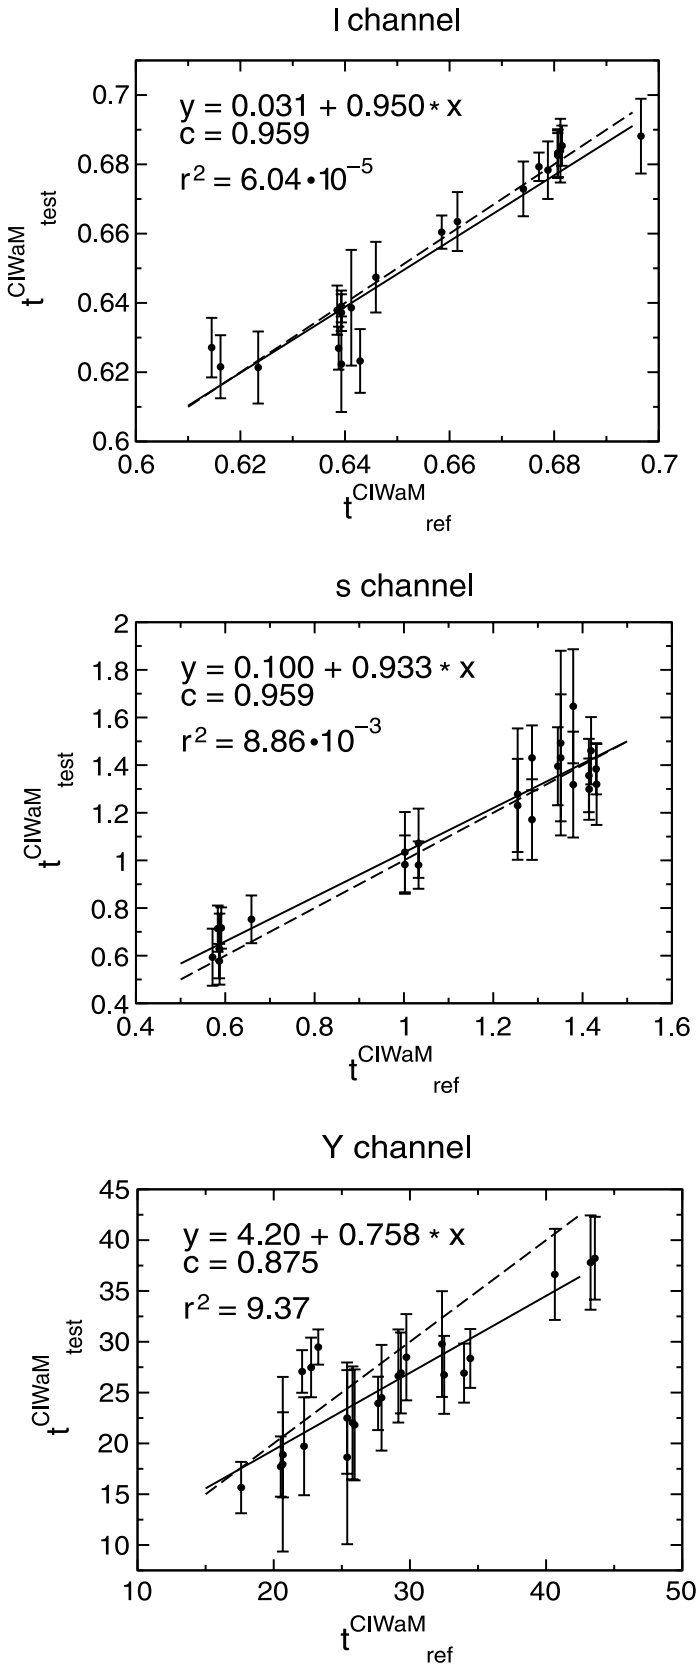 l channel
0.7
0.68
0.66
0.64
0.62
0.6
t^CIWaM_test
y = 0.031 + 0.950 * x
c = 0.959
r² = 6.04•10⁻⁵
0.6 0.62 0.64 0.66 0.68 0.7
t^CIWaM_ref
s channel
2
1.8
1.6
1.4
1.2
1
0.8
0.6
0.4
t^CIWaM_test
y = 0.100 + 0.933 * x
c = 0.959
r² = 8.86•10⁻³
0.4 0.6 0.8 1 1.2 1.4 1.6
t^CIWaM_ref
Y channel
45
40
35
30
25
20
15
10
t^CIWaM_test
y = 4.20 + 0.758 * x
c = 0.875
r² = 9.37
10 20 30 40 50
t^CIWaM_ref